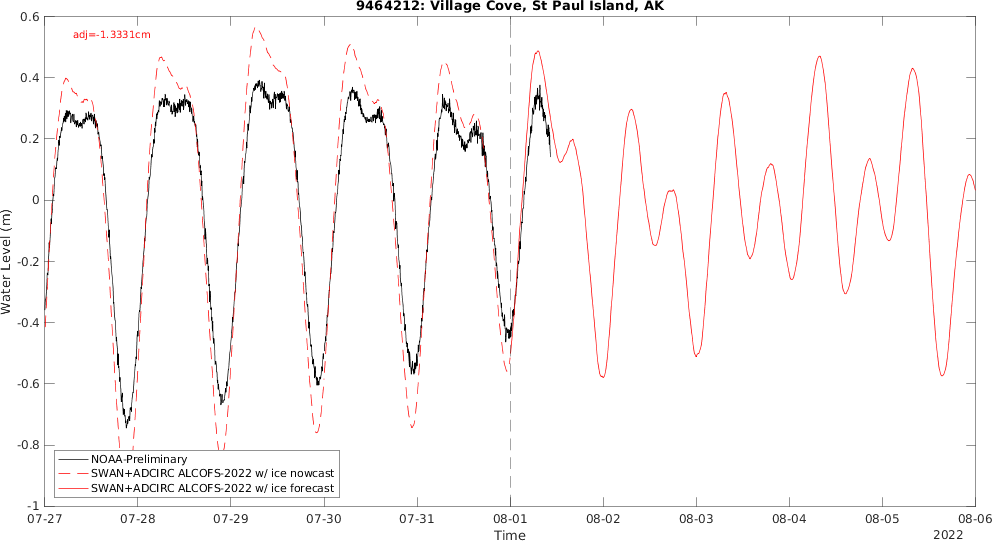 9464212: Village Cove, St Paul Island, AK
adj=-1.3331cm
0.6
0.4
0.2
0
-0.2
-0.4
-0.6
-0.8
-1
Water Level (m)
NOAA-Preliminary
SWAN+ADCIRC ALCOFS-2022 w/ ice nowcast
SWAN+ADCIRC ALCOFS-2022 w/ ice forecast
07-27 07-28 07-29 07-30 07-31 08-01 08-02 08-03 08-04 08-05 08-06
Time
2022